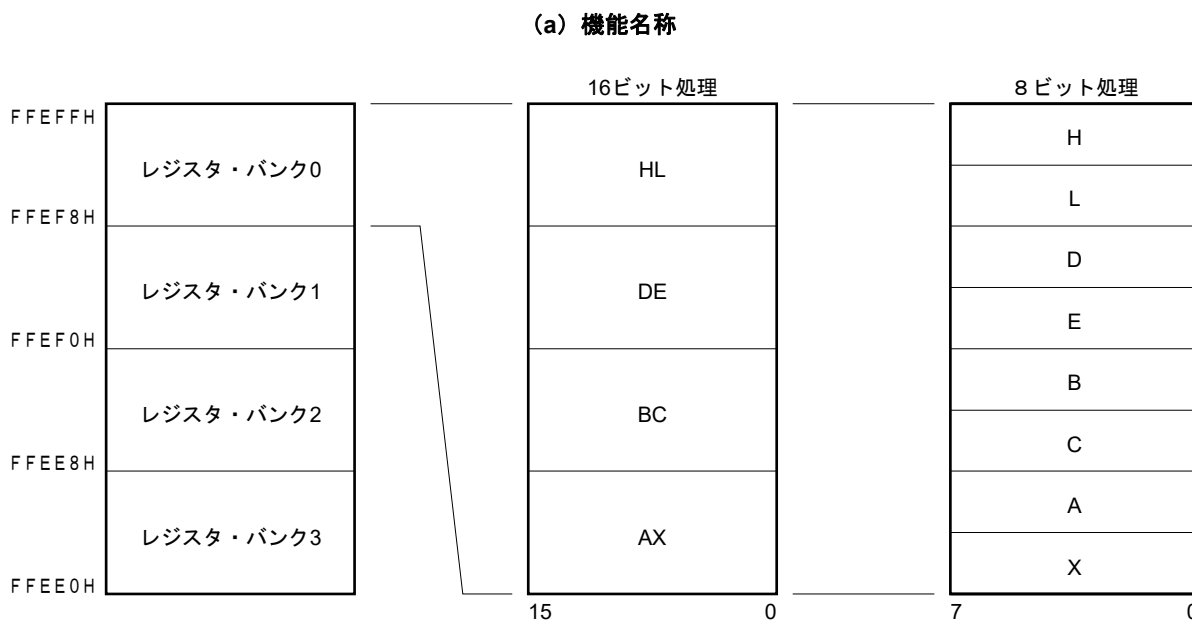 (a) 機能名称
16ビット処理
8ビット処理
FFEFFH
レジスタ・バンク0
HL
H
L
FFEF8H
レジスタ・バンク1
DE
D
E
FFEF0H
レジスタ・バンク2
BC
B
C
FFEE8H
レジスタ・バンク3
AX
A
X
FFEE0H
15
0
7
0